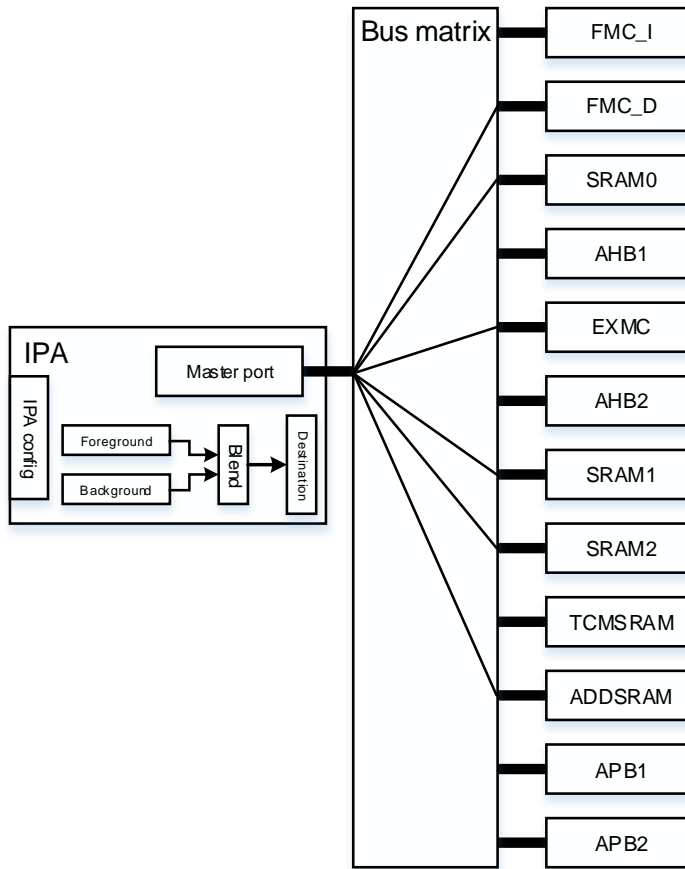 Bus matrix
FMC_I
FMC_D
SRAM0
AHB1
EXMC
AHB2
SRAM1
SRAM2
TCMSRAM
ADDSRAM
APB1
APB2
IPA
Master port
IPA config
Foreground
Background
Blend
Destination